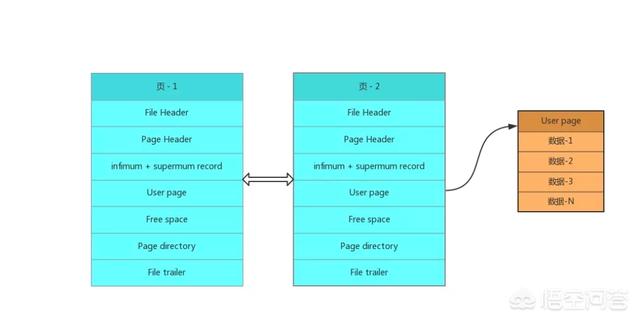 页 - 1
File Header
Page Header
infimum + supermum record
User page
Free space
Page directory
File trailer
页 - 2
File Header
Page Header
infimum + supermum record
User page
Free space
Page directory
File trailer
User page
数据-1
数据-2
数据-3
数据-N
悟空问答